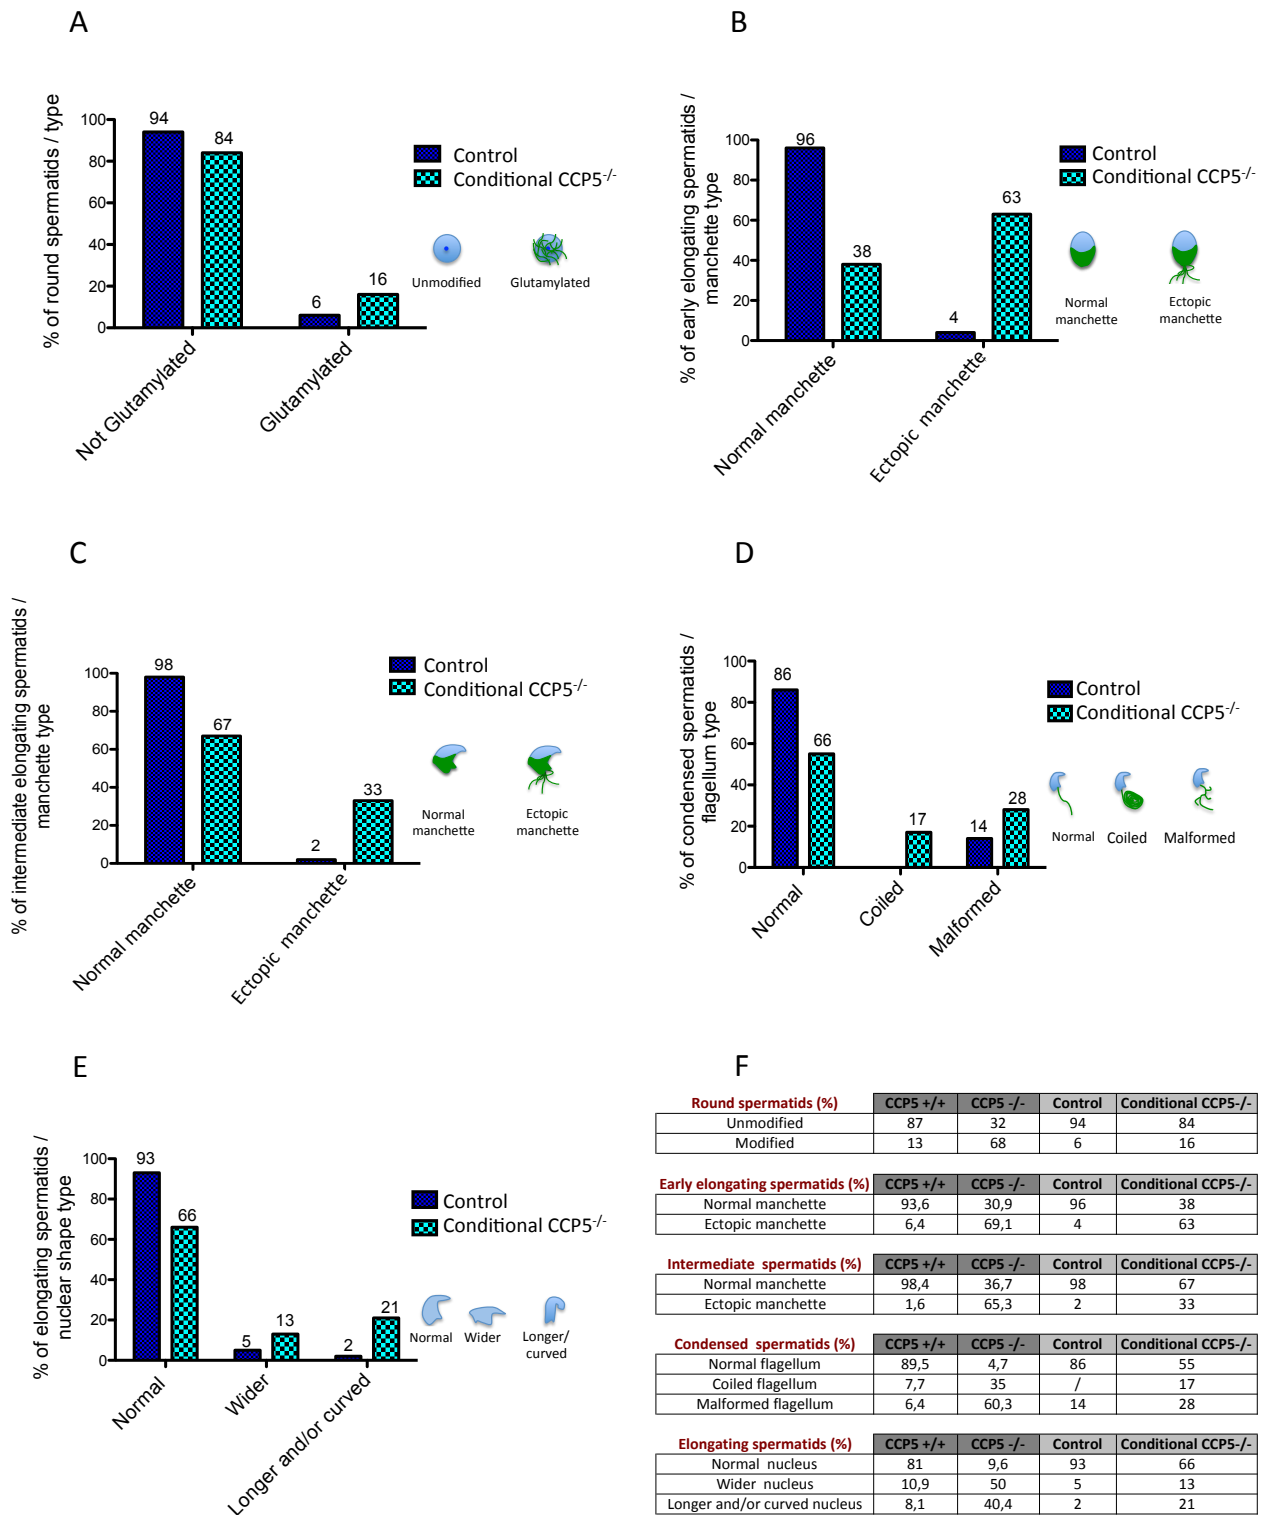 A
% of round spermatids / type
100
80
60
40
20
0
94
84
6
16
Not Glutamylated
Glutamylated
Control
Conditional CCP5-/-
Unmodified
Glutamylated
B
% of early elongating spermatids /
manchette type
100
80
60
40
20
0
96
38
4
63
Normal manchette
Ectopic manchette
Control
Conditional CCP5-/-
Normal
manchette
Ectopic
manchette
C
% of intermediate elongating spermatids /
manchette type
100
80
60
40
20
0
98
67
2
33
Normal manchette
Ectopic manchette
Control
Conditional CCP5-/-
Normal
manchette
Ectopic
manchette
D
% of condensed spermatids /
flagellum type
100
80
60
40
20
0
86
66
17
14
28
Normal
Coiled
Malformed
Control
Conditional CCP5-/-
Normal
Coiled
Malformed
E
% of elongating spermatids /
nuclear shape type
100
80
60
40
20
0
93
66
5
13
2
21
Normal
Wider
Longer and/or curved
Control
Conditional CCP5-/-
Normal
Wider
Longer/
curved
F
Round spermatids (%) CCP5 +/+ CCP5 -/- Control Conditional CCP5-/-
Unmodified 87 32 94 84
Modified 13 68 6 16
Early elongating spermatids (%) CCP5 +/+ CCP5 -/- Control Conditional CCP5-/-
Normal manchette 93,6 30,9 96 38
Ectopic manchette 6,4 69,1 4 63
Intermediate spermatids (%) CCP5 +/+ CCP5 -/- Control Conditional CCP5-/-
Normal manchette 98,4 36,7 98 67
Ectopic manchette 1,6 65,3 2 33
Condensed spermatids (%) CCP5 +/+ CCP5 -/- Control Conditional CCP5-/-
Normal flagellum 89,5 4,7 86 55
Coiled flagellum 7,7 35 / 17
Malformed flagellum 6,4 60,3 14 28
Elongating spermatids (%) CCP5 +/+ CCP5 -/- Control Conditional CCP5-/-
Normal nucleus 81 9,6 93 66
Wider nucleus 10,9 50 5 13
Longer and/or curved nucleus 8,1 40,4 2 21